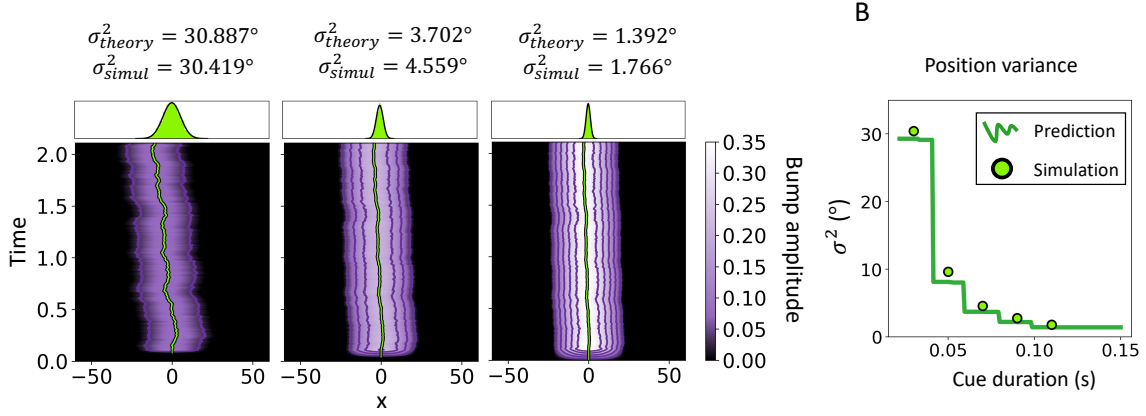 B
σ²theory = 30.887° σ²theory = 3.702° σ²theory = 1.392°
σ²simul = 30.419° σ²simul = 4.559° σ²simul = 1.766°
Time
2.0
1.5
1.0
0.5
0.0
−50 0 50 −50 0 50 −50 0 50
x
0.35
0.30
0.25
0.20
0.15
0.10
0.05
0.00
Bump amplitude
Position variance
Prediction
Simulation
σ² (°)
30
20
10
0
0.05 0.10 0.15
Cue duration (s)